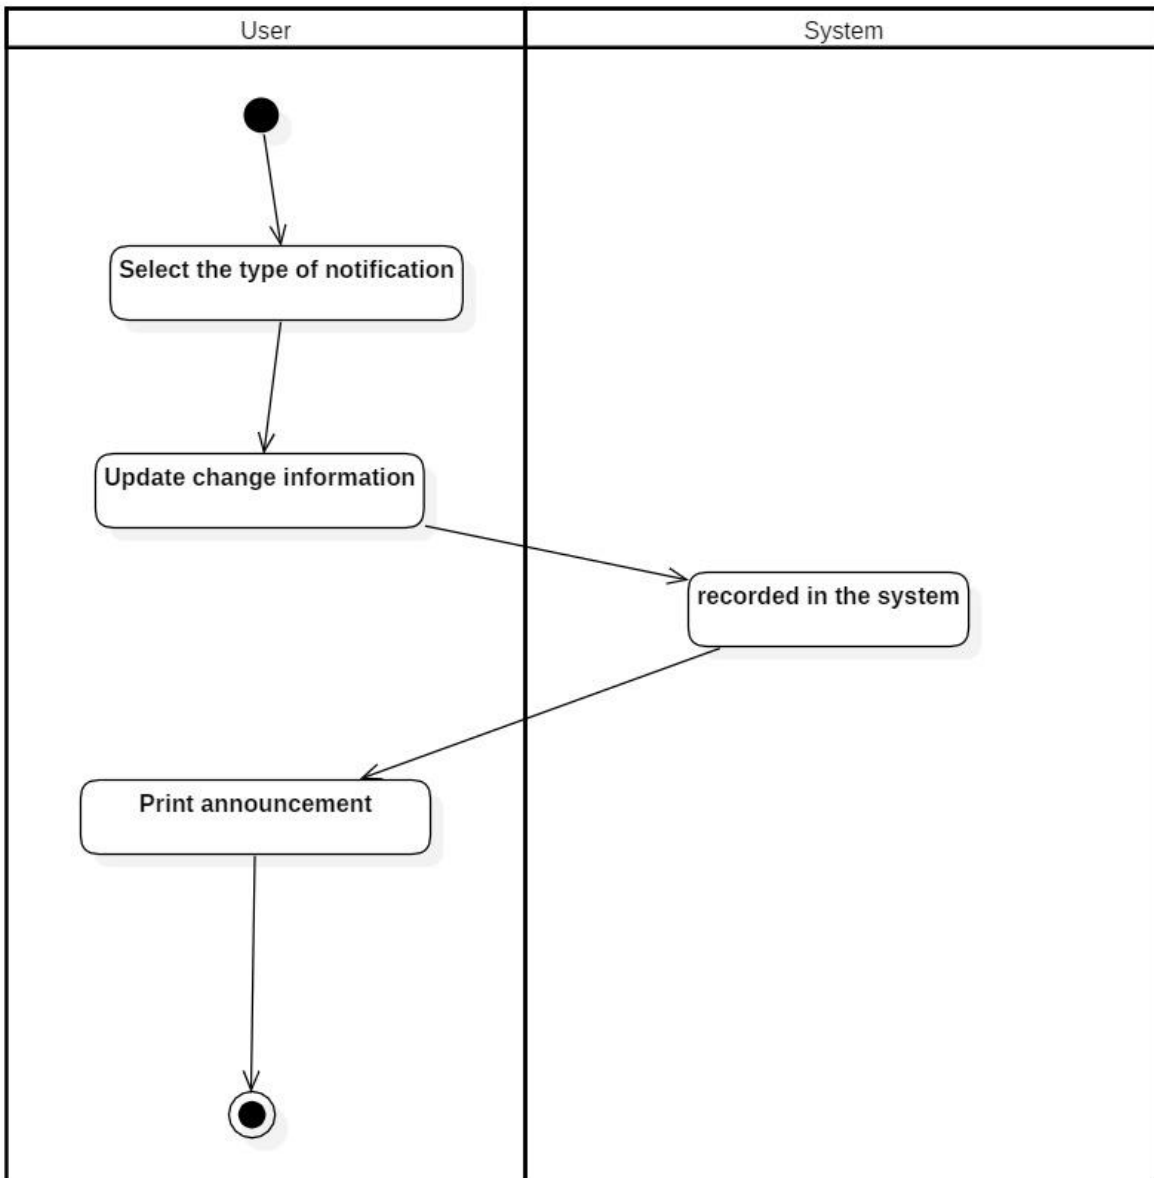 User
System
Select the type of notification
Update change information
recorded in the system
Print announcement